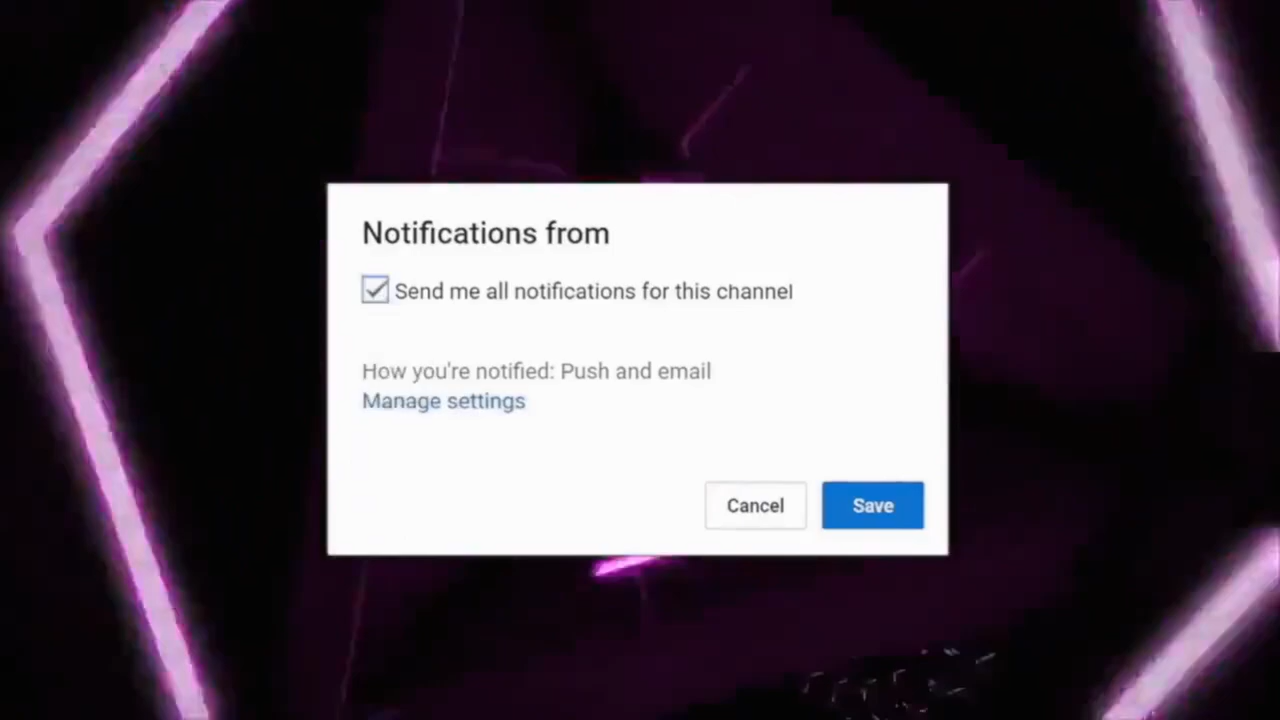 Notifications from
Send me all notifications for this channel
How you're notified: Push and email
Manage settings
Cancel
Save